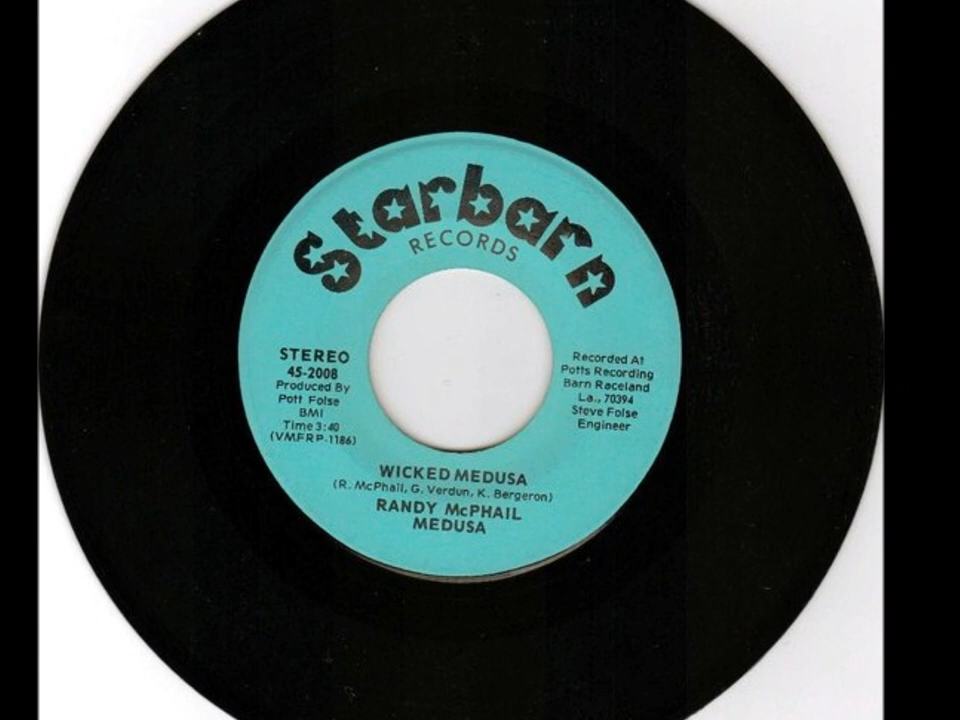 Starbarn
RECORDS
STEREO
45-2008
Produced By
Pott Folse
BMI
Time 3:40
(VMFRP-1186)
Recorded At
Potts Recording
Barn Raceland
La., 70394
Steve Folse
Engineer
WICKED MEDUSA
(R. McPhail, G. Verdun, K. Bergeron)
RANDY McPHAIL
MEDUSA